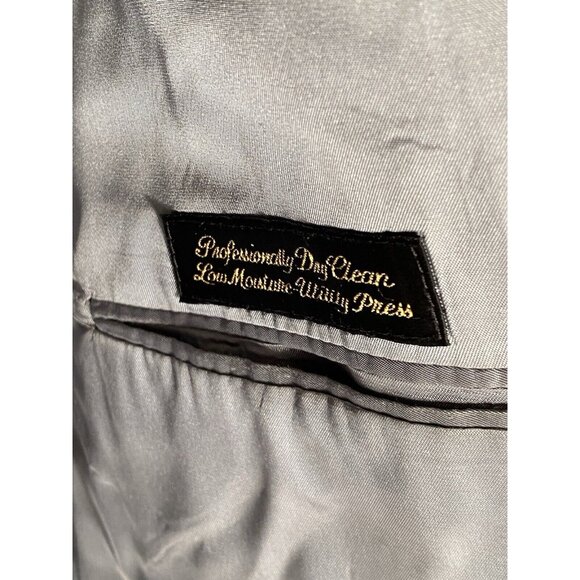 Professionally Dry Clean
Low Moisture-Utility Press